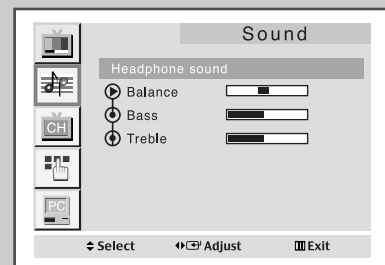 Sound
Headphone sound
Balance
Bass
CH
Treble
PC
Select Adjust Exit